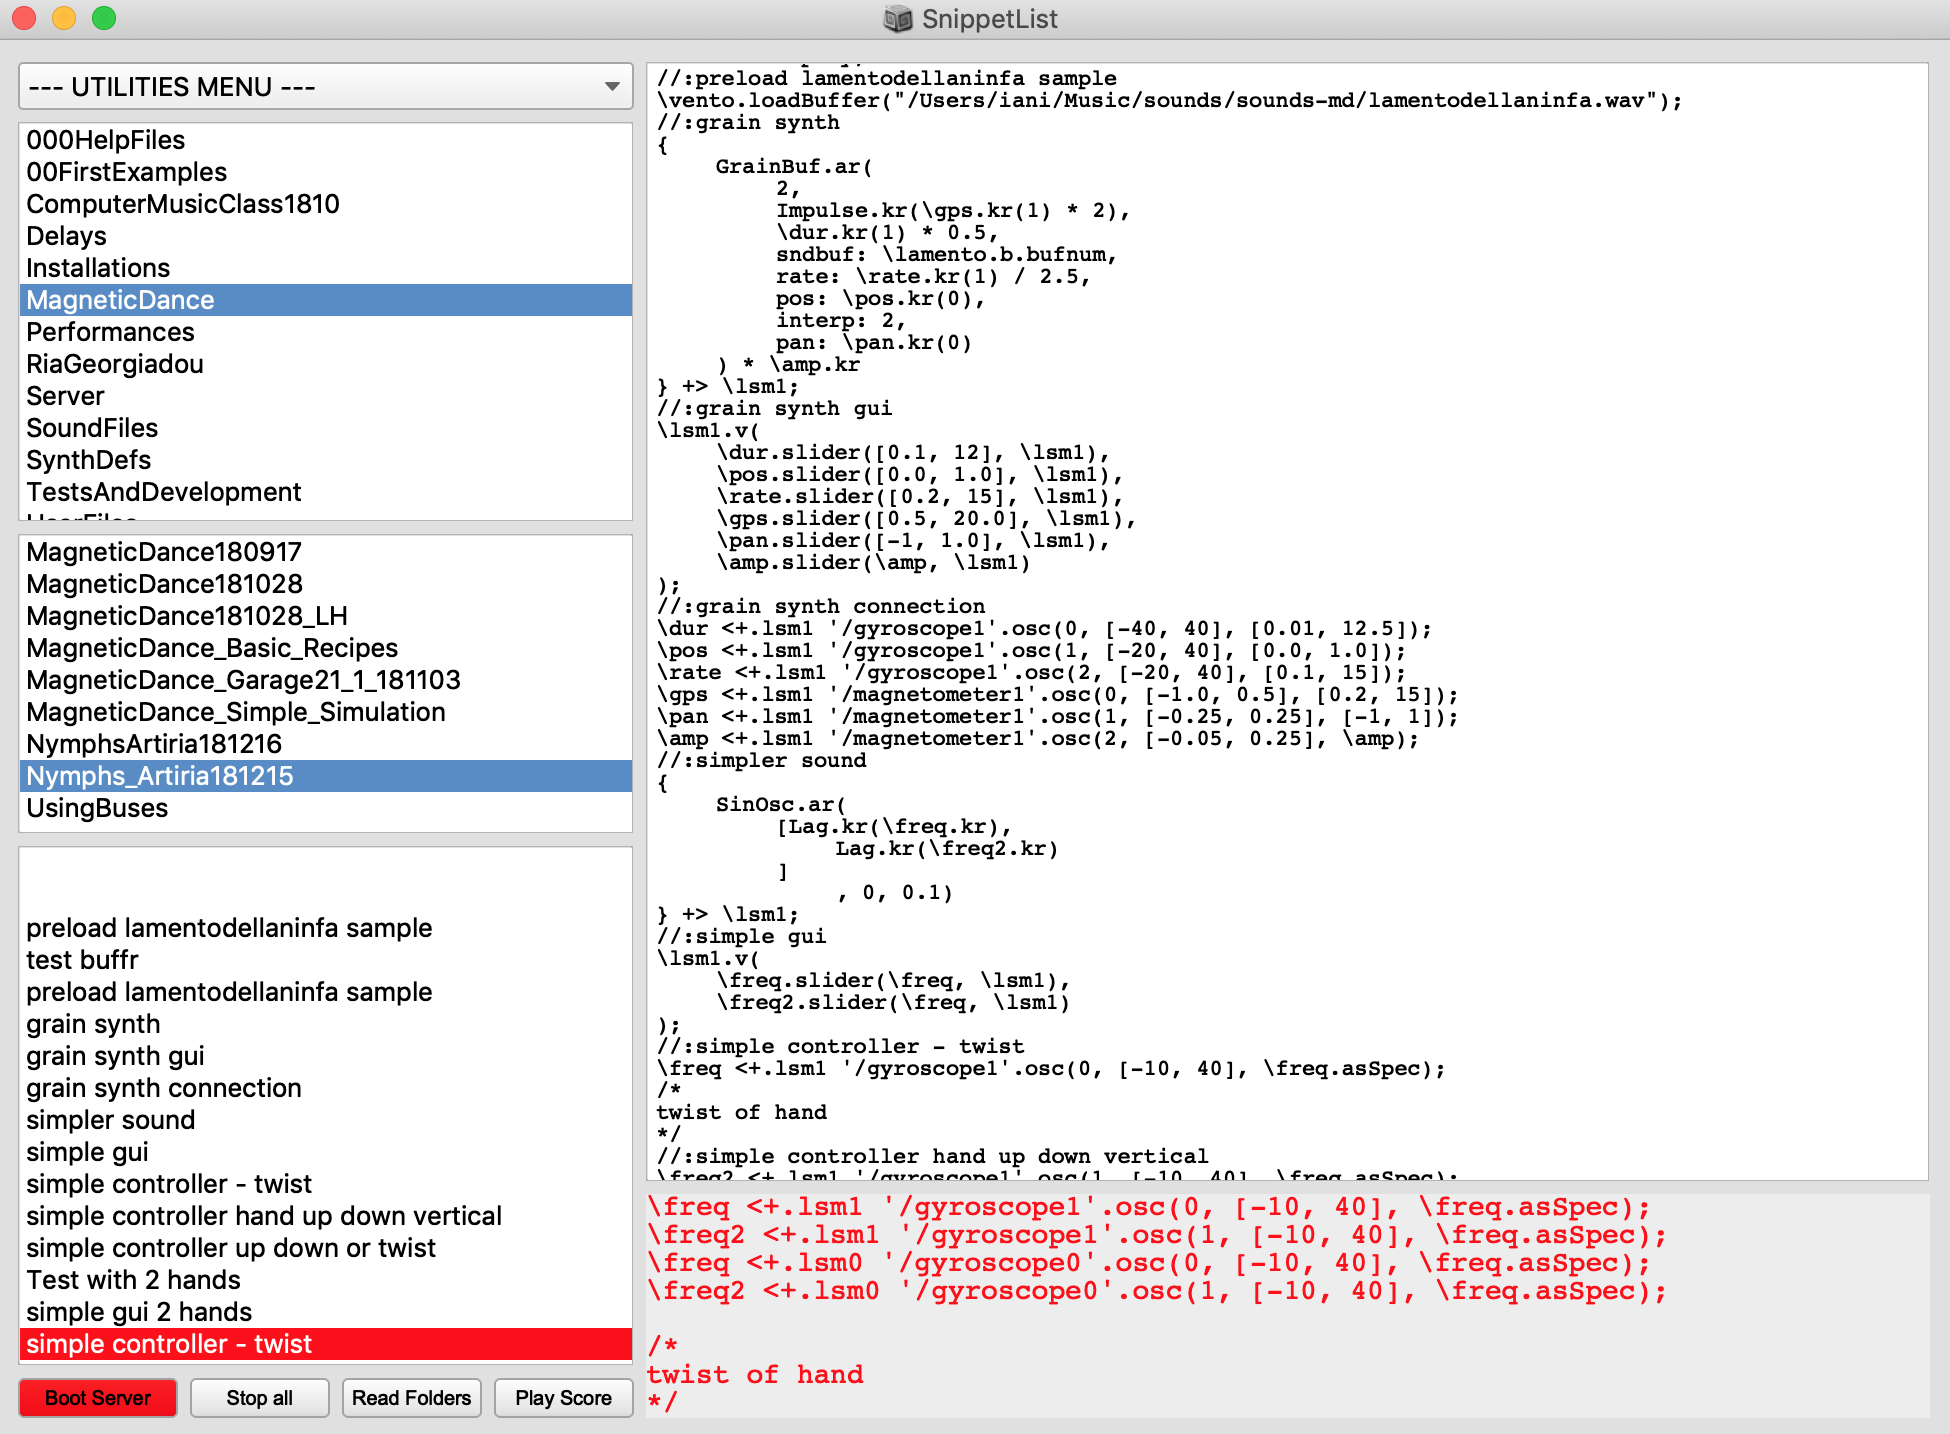 SnippetList
--- UTILITIES MENU ---
000HelpFiles
00FirstExamples
ComputerMusicClass1810
Delays
Installations
MagneticDance
Performances
RiaGeorgiadou
Server
SoundFiles
SynthDefs
TestsAndDevelopment
UserFiles
MagneticDance180917
MagneticDance181028
MagneticDance181028_LH
MagneticDance_Basic_Recipes
MagneticDance_Garage21_1_181103
MagneticDance_Simple_Simulation
NymphsArtiria181216
Nymphs_Artiria181215
UsingBuses
preload lamentodellaninfa sample
test buffr
preload lamentodellaninfa sample
grain synth
grain synth gui
grain synth connection
simpler sound
simple gui
simple controller - twist
simple controller hand up down vertical
simple controller up down or twist
Test with 2 hands
simple gui 2 hands
simple controller - twist
Boot Server
Stop all
Read Folders
Play Score
//:preload lamentodellaninfa sample
\vento.loadBuffer("/Users/iani/Music/sounds/sounds-md/lamentodellaninfa.wav");
//:grain synth
{
GrainBuf.ar(
2,
Impulse.kr(\gps.kr(1) * 2),
\dur.kr(1) * 0.5,
sndbuf: \lamento.b.bufnum,
rate: \rate.kr(1) / 2.5,
pos: \pos.kr(0),
interp: 2,
pan: \pan.kr(0)
) * \amp.kr
} +> \lsm1;
//:grain synth gui
\lsm1.v(
\dur.slider([0.1, 12], \lsm1),
\pos.slider([0.0, 1.0], \lsm1),
\rate.slider([0.2, 15], \lsm1),
\gps.slider([0.5, 20.0], \lsm1),
\pan.slider([-1, 1.0], \lsm1),
\amp.slider(\amp, \lsm1)
);
//:grain synth connection
\dur <+.lsm1 '/gyroscope1'.osc(0, [-40, 40], [0.01, 12.5]);
\pos <+.lsm1 '/gyroscope1'.osc(1, [-20, 40], [0.0, 1.0]);
\rate <+.lsm1 '/gyroscope1'.osc(2, [-20, 40], [0.1, 15]);
\gps <+.lsm1 '/magnetometer1'.osc(0, [-1.0, 0.5], [0.2, 15]);
\pan <+.lsm1 '/magnetometer1'.osc(1, [-0.25, 0.25], [-1, 1]);
\amp <+.lsm1 '/magnetometer1'.osc(2, [-0.05, 0.25], \amp);
//:simpler sound
{
SinOsc.ar(
[Lag.kr(\freq.kr),
Lag.kr(\freq2.kr)
]
, 0, 0.1)
} +> \lsm1;
//:simple gui
\lsm1.v(
\freq.slider(\freq, \lsm1),
\freq2.slider(\freq, \lsm1)
);
//:simple controller - twist
\freq <+.lsm1 '/gyroscope1'.osc(0, [-10, 40], \freq.asSpec);
/*
twist of hand
*/
//:simple controller hand up down vertical
\freq2 <+.lsm1 '/gyroscope1'.osc(1, [-10, 40], \freq.asSpec);
\freq <+.lsm1 '/gyroscope1'.osc(0, [-10, 40], \freq.asSpec);
\freq2 <+.lsm1 '/gyroscope1'.osc(1, [-10, 40], \freq.asSpec);
\freq <+.lsm0 '/gyroscope0'.osc(0, [-10, 40], \freq.asSpec);
\freq2 <+.lsm0 '/gyroscope0'.osc(1, [-10, 40], \freq.asSpec);
/*
twist of hand
*/